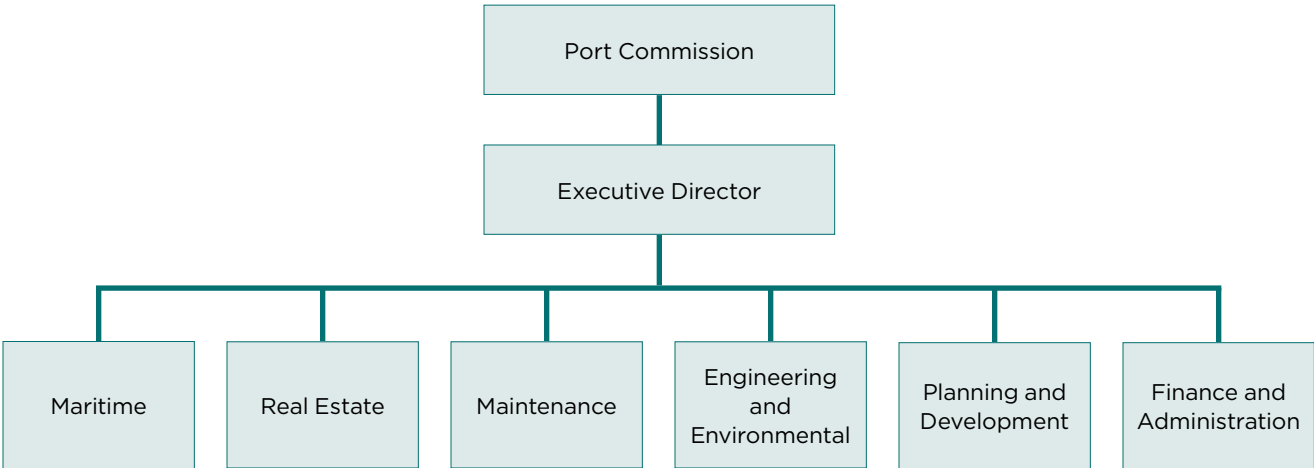 Port Commission
Executive Director
Maritime
Real Estate
Maintenance
Engineering
and
Environmental
Planning and
Development
Finance and
Administration